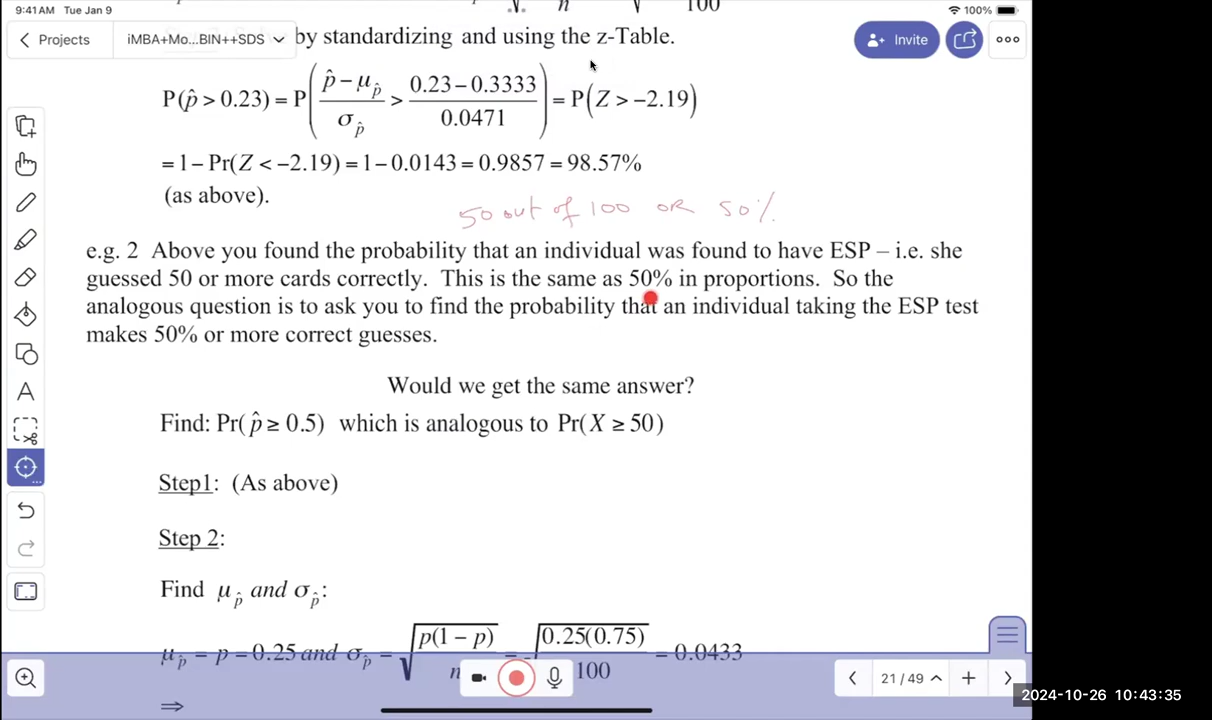 9:41 AM Tue Jan 9
100%
n 100
Projects
iMBA+Mo...BIN++SDS
by standardizing and using the z-Table.
Invite
P(p̂ > 0.23) = P( (p̂ − μp̂)/σp̂ > (0.23 − 0.3333)/0.0471 ) = P(Z > −2.19)
= 1 − Pr(Z < −2.19) = 1 − 0.0143 = 0.9857 = 98.57%
(as above).
50 out of 100 OR 50%
e.g. 2 Above you found the probability that an individual was found to have ESP – i.e. she
guessed 50 or more cards correctly. This is the same as 50% in proportions. So the
analogous question is to ask you to find the probability that an individual taking the ESP test
makes 50% or more correct guesses.
Would we get the same answer?
Find: Pr(p̂ ≥ 0.5) which is analogous to Pr(X ≥ 50)
Step1: (As above)
Step 2:
Find μp̂ and σp̂:
μp̂ = p = 0.25 and σp̂ = √(p(1 − p)/n) = √(0.25(0.75)/100) = 0.0433
⇒
21 / 49
2024-10-26 10:43:35